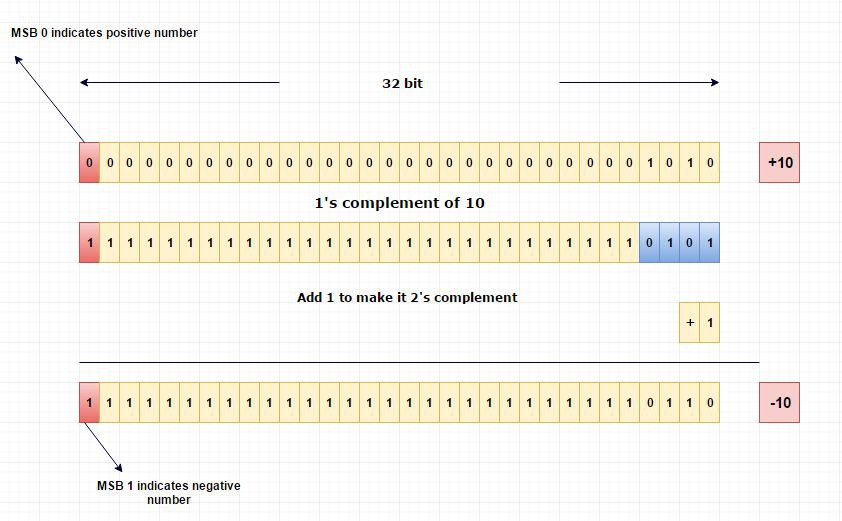 MSB 0 indicates positive number
32 bit
0 0 0 0 0 0 0 0 0 0 0 0 0 0 0 0 0 0 0 0 0 0 0 0 0 0 0 0 1 0 1 0 +10
1's complement of 10
1 1 1 1 1 1 1 1 1 1 1 1 1 1 1 1 1 1 1 1 1 1 1 1 1 1 1 1 0 1 0 1
Add 1 to make it 2's complement
+ 1
1 1 1 1 1 1 1 1 1 1 1 1 1 1 1 1 1 1 1 1 1 1 1 1 1 1 1 1 0 1 1 0 -10
MSB 1 indicates negative
number